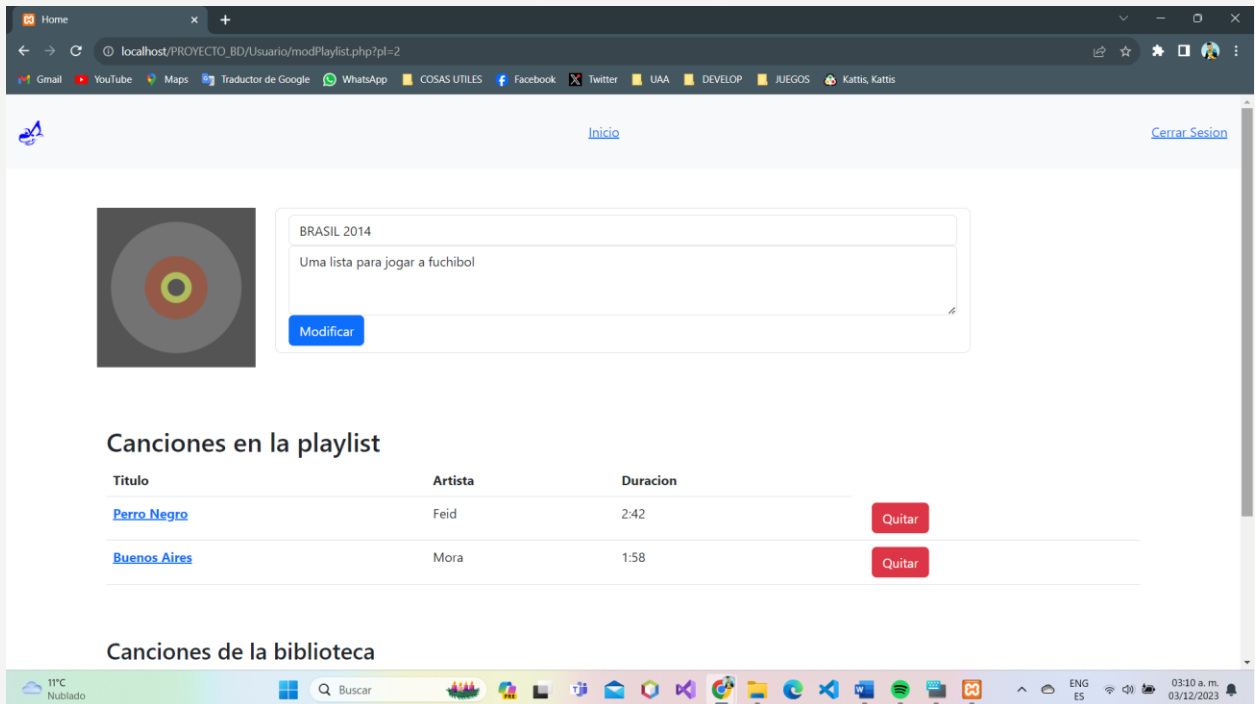 Home
localhost/PROYECTO_BD/Usuario/modPlaylist.php?pl=2
Gmail YouTube Maps Traductor de Google WhatsApp COSAS UTILES Facebook Twitter UAA DEVELOP JUEGOS Kattis, Kattis
Inicio Cerrar Sesion
BRASIL 2014
Uma lista para jogar a fuchibol
Modificar
Canciones en la playlist
Titulo Artista Duracion
Perro Negro Feid 2:42 Quitar
Buenos Aires Mora 1:58 Quitar
Canciones de la biblioteca
11°C
Nublado
Buscar
PRE
ENG
ES
03:10 a. m.
03/12/2023